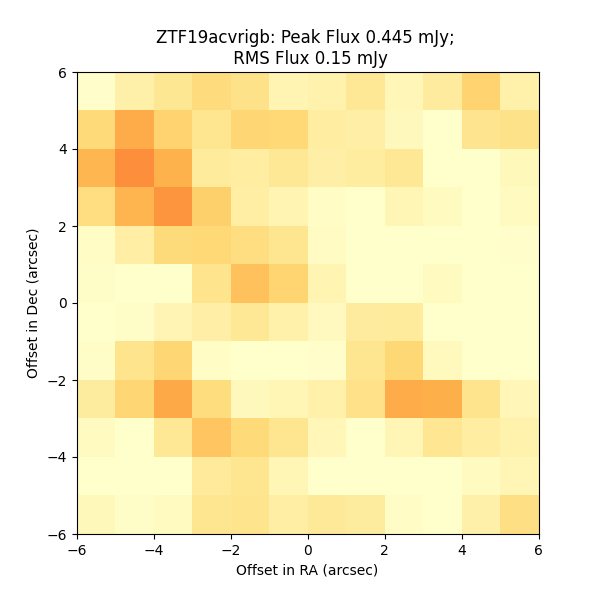 ZTF19acvrigb: Peak Flux 0.445 mJy;
RMS Flux 0.15 mJy
6
4
2
0
−2
−4
−6
Offset in Dec (arcsec)
−6 −4 −2 0 2 4 6
Offset in RA (arcsec)